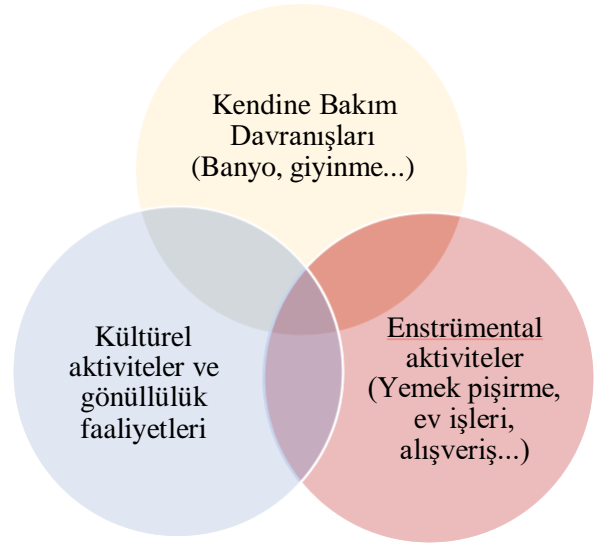 Kendine Bakım
Davranışları
(Banyo, giyinme...)
Kültürel
aktiviteler ve
gönüllülük
faaliyetleri
Enstrümental
aktiviteler
(Yemek pişirme,
ev işleri,
alışveriş...)